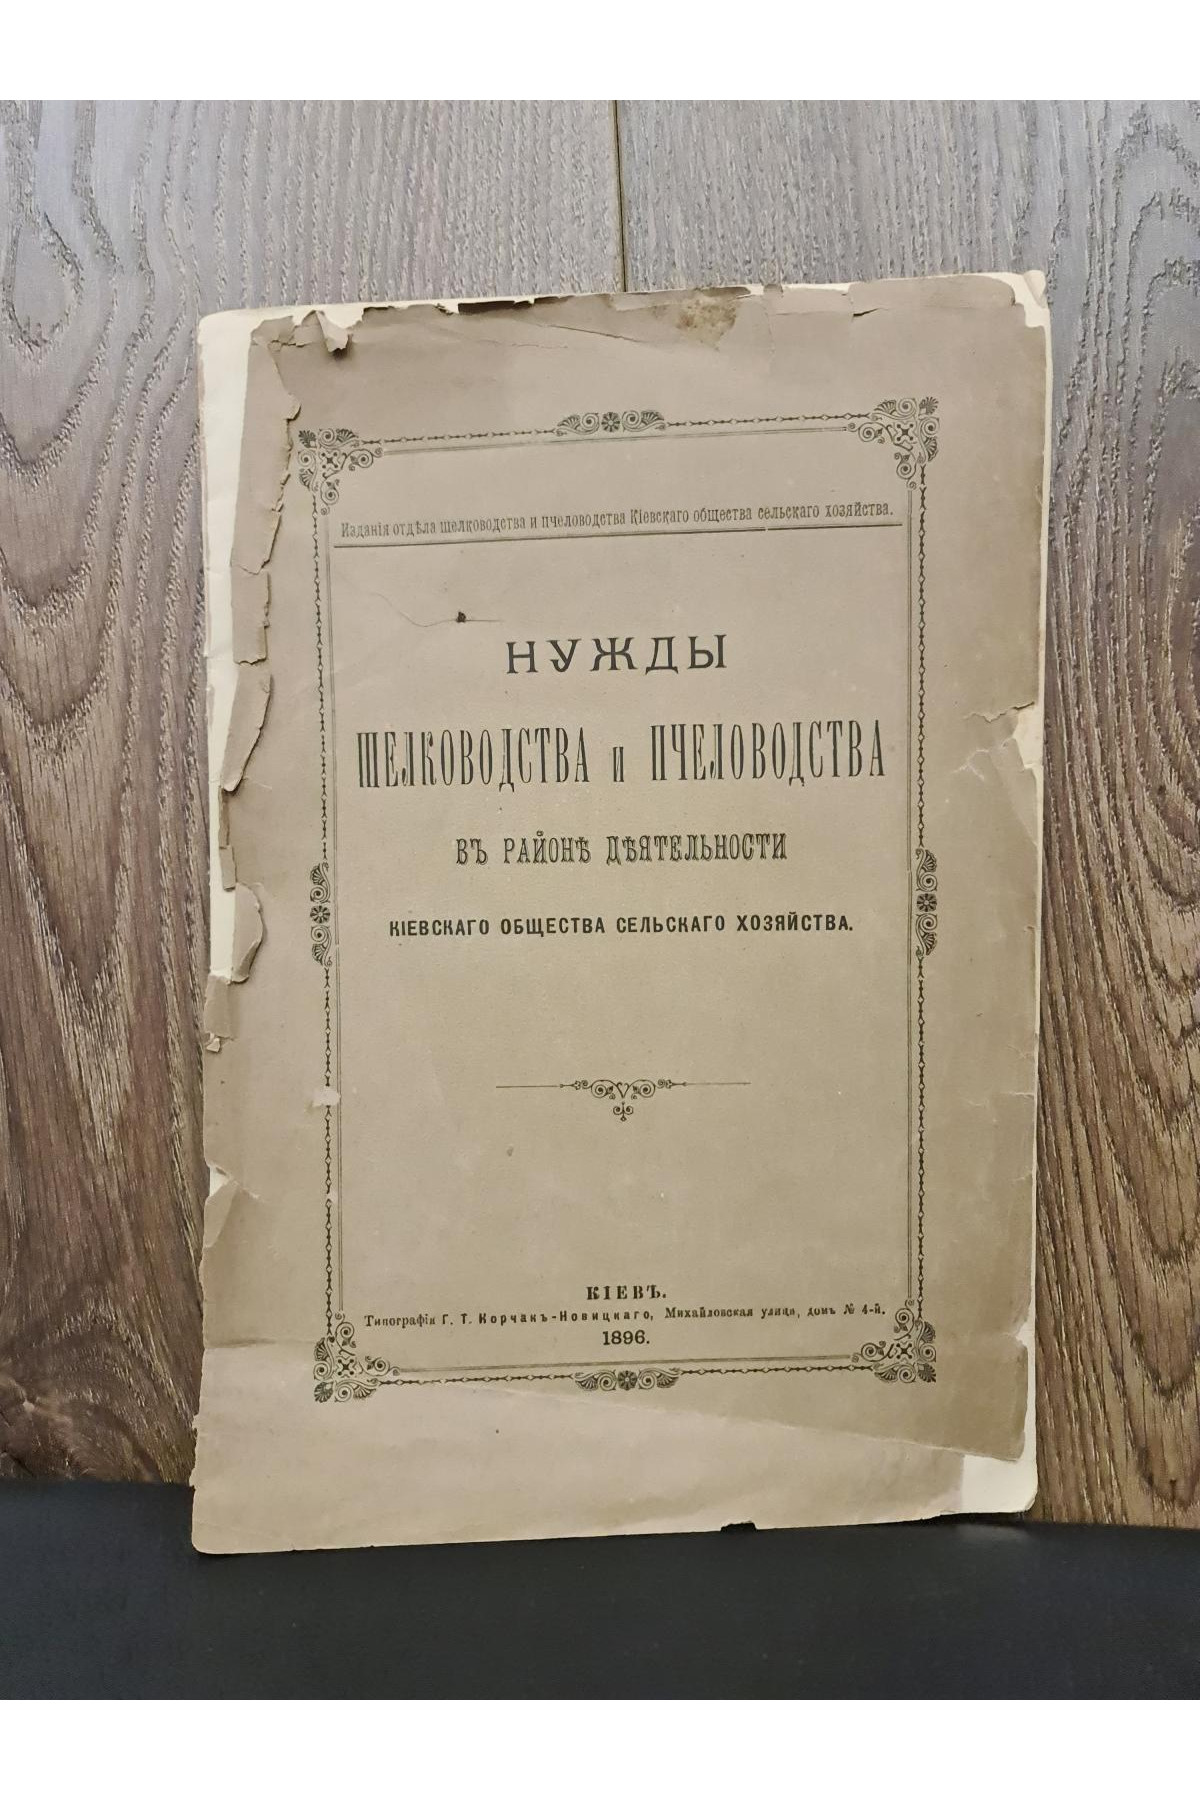 Изданія отдѣла шелководства и пчеловодства Кіевскаго общества сельскаго хозяйства.
НУЖДЫ
ШЕЛКОВОДСТВА и ПЧЕЛОВОДСТВА
ВЪ РАЙОНѢ ДѢЯТЕЛЬНОСТИ
КІЕВСКАГО ОБЩЕСТВА СЕЛЬСКАГО ХОЗЯЙСТВА.
КІЕВЪ.
Типографія Г. Т. Корчакъ-Новицкаго, Михайловская улица, домъ № 4-й.
1896.